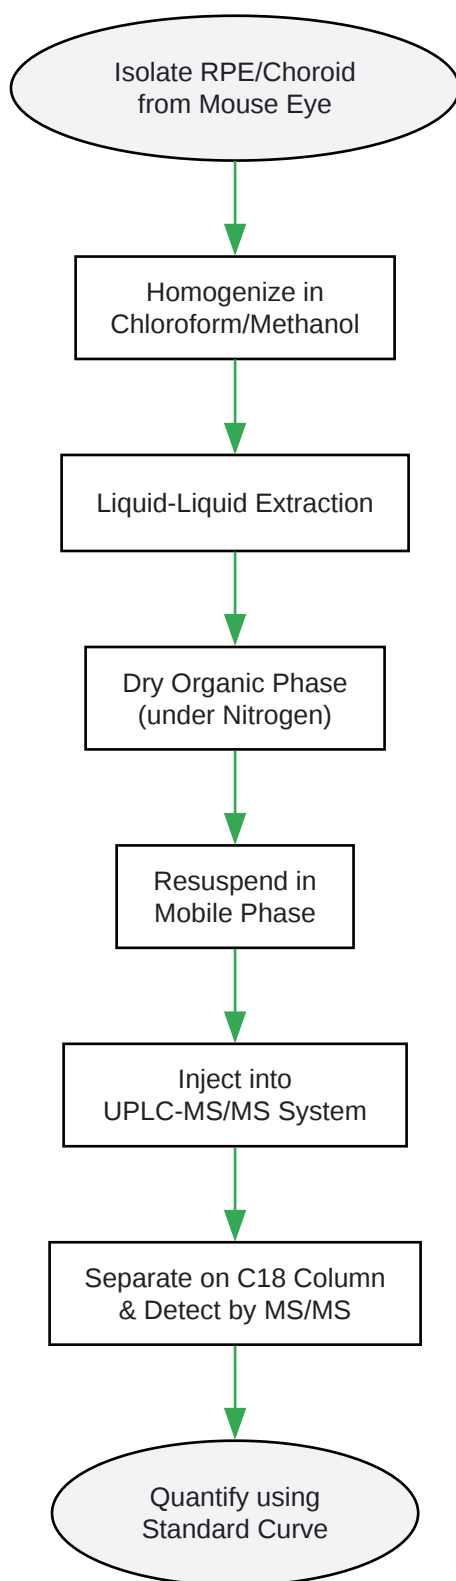 Isolate RPE/Choroid
from Mouse Eye
Homogenize in
Chloroform/Methanol
Liquid-Liquid Extraction
Dry Organic Phase
(under Nitrogen)
Resuspend in
Mobile Phase
Inject into
UPLC-MS/MS System
Separate on C18 Column
& Detect by MS/MS
Quantify using
Standard Curve